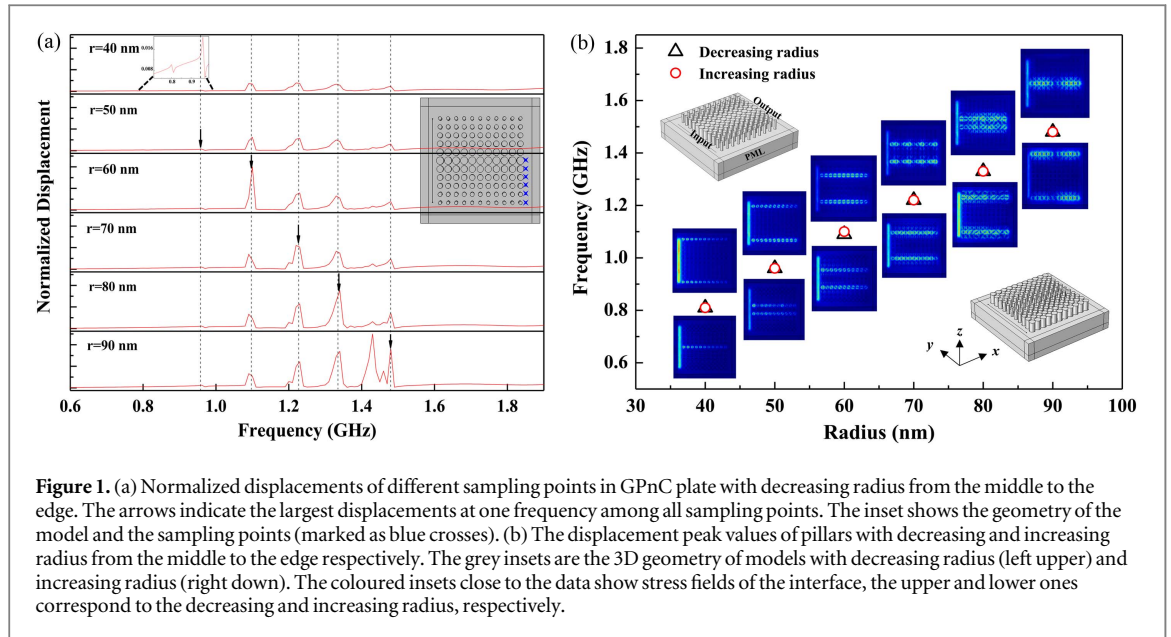 (a)
r=40 nm
0.016
0.008
0.8 0.9
r=50 nm
r=60 nm
r=70 nm
r=80 nm
r=90 nm
Normalized Displacement
0.6 0.8 1.0 1.2 1.4 1.6 1.8
Frequency (GHz)
(b)
Decreasing radius
Increasing radius
Input
Output
PML
y z x
1.8
1.6
1.4
1.2
1.0
0.8
0.6
Frequency (GHz)
30 40 50 60 70 80 90 100
Radius (nm)
Figure 1. (a) Normalized displacements of different sampling points in GPnC plate with decreasing radius from the middle to the
edge. The arrows indicate the largest displacements at one frequency among all sampling points. The inset shows the geometry of the
model and the sampling points (marked as blue crosses). (b) The displacement peak values of pillars with decreasing and increasing
radius from the middle to the edge respectively. The grey insets are the 3D geometry of models with decreasing radius (left upper) and
increasing radius (right down). The coloured insets close to the data show stress fields of the interface, the upper and lower ones
correspond to the decreasing and increasing radius, respectively.